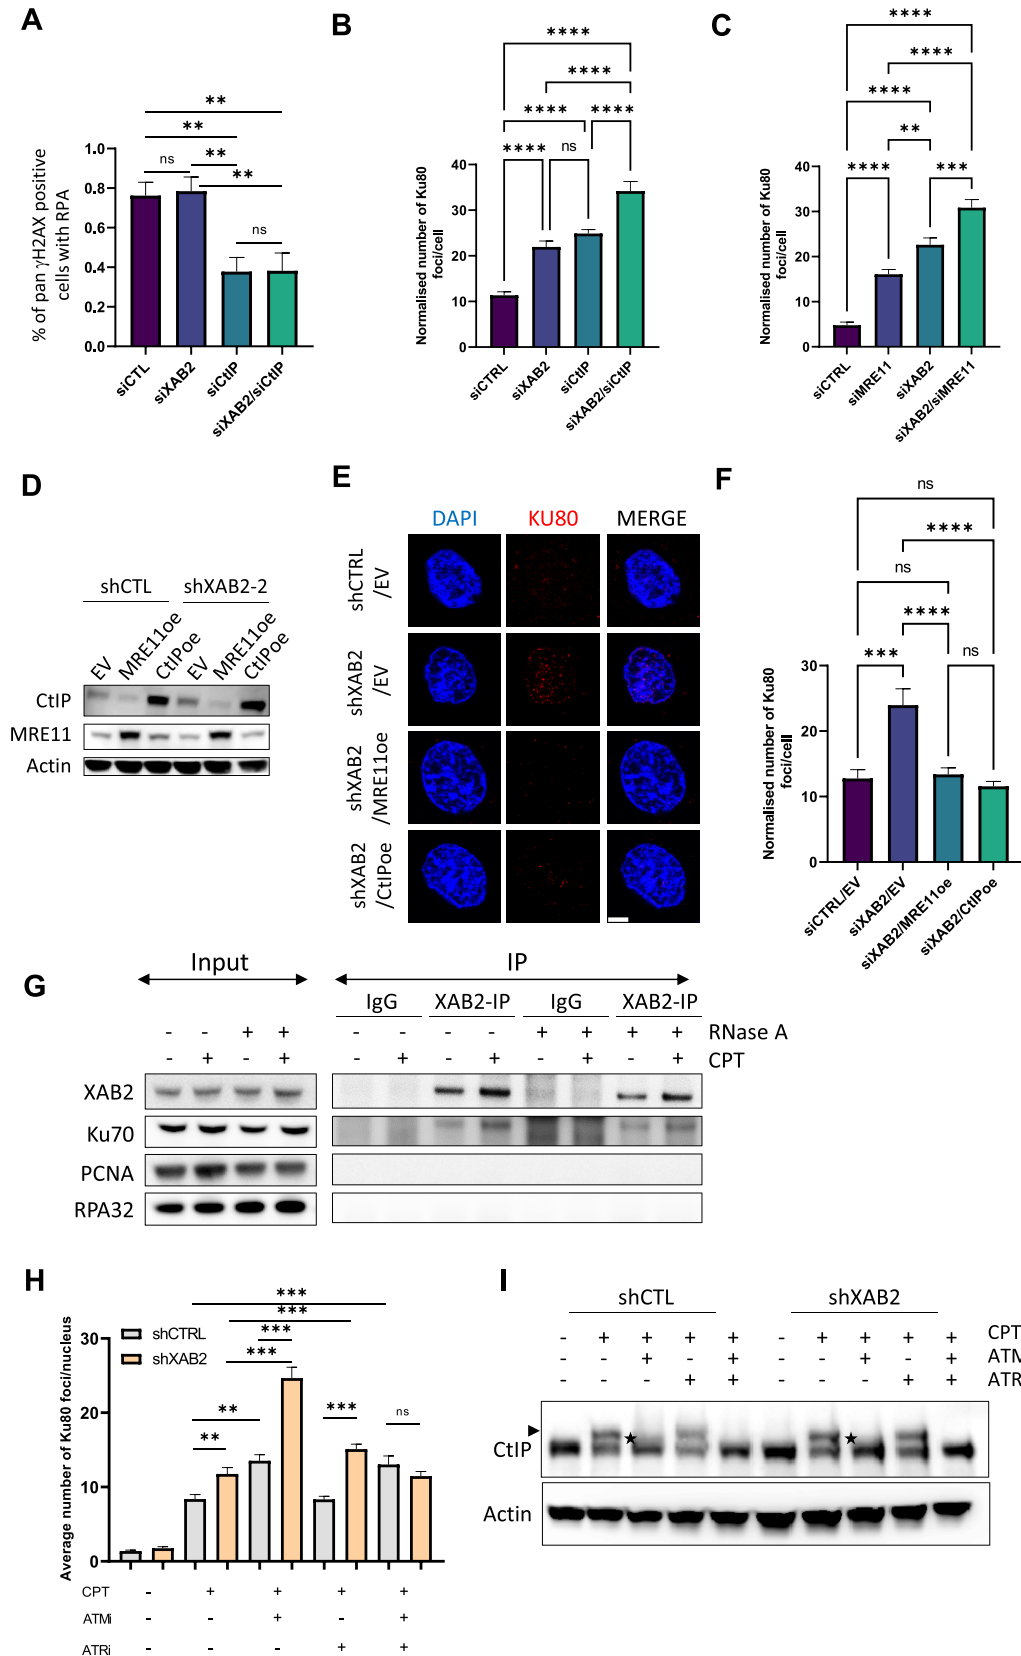 A
**
**
**
ns
**
ns
% of pan γH2AX positive
cells with RPA
1.0
0.8
0.6
0.4
0.2
0.0
siCTL
siXAB2
siCtIP
siXAB2/siCtIP
B
****
****
****
****
****
ns
Normalised number of Ku80
foci/cell
40
30
20
10
0
siCTRL
siXAB2
siCtIP
siXAB2/siCtIP
C
****
****
****
**
****
***
Normalised number of Ku80
foci/cell
40
30
20
10
0
siCTRL
siMRE11
siXAB2
siXAB2/siMRE11
D
shCTL
shXAB2-2
EV
MRE11oe
CtIPoe
EV
MRE11oe
CtIPoe
CtIP
MRE11
Actin
E
DAPI
KU80
MERGE
shCTRL
/EV
shXAB2
/EV
shXAB2
/MRE11oe
shXAB2
/CtIPoe
F
ns
****
ns
****
***
ns
Normalised number of Ku80
foci/cell
30
20
10
0
siCTRL/EV
siXAB2/EV
siXAB2/MRE11oe
siXAB2/CtIPoe
G
Input
IP
IgG
XAB2-IP
IgG
XAB2-IP
- - + + - - - - + + + + RNase A
- + - + - + - + - + - + CPT
XAB2
Ku70
PCNA
RPA32
H
***
***
***
***
**
**
***
ns
shCTRL
shXAB2
Average number of Ku80 foci/nucleus
30
20
10
0
CPT - + + + +
ATMi - - + - +
ATRi - - - + +
I
shCTL
shXAB2
- + + + + - + + + + CPT
- - + - + - - + - + ATM
- - - + + - - - + + ATR
CtIP
Actin